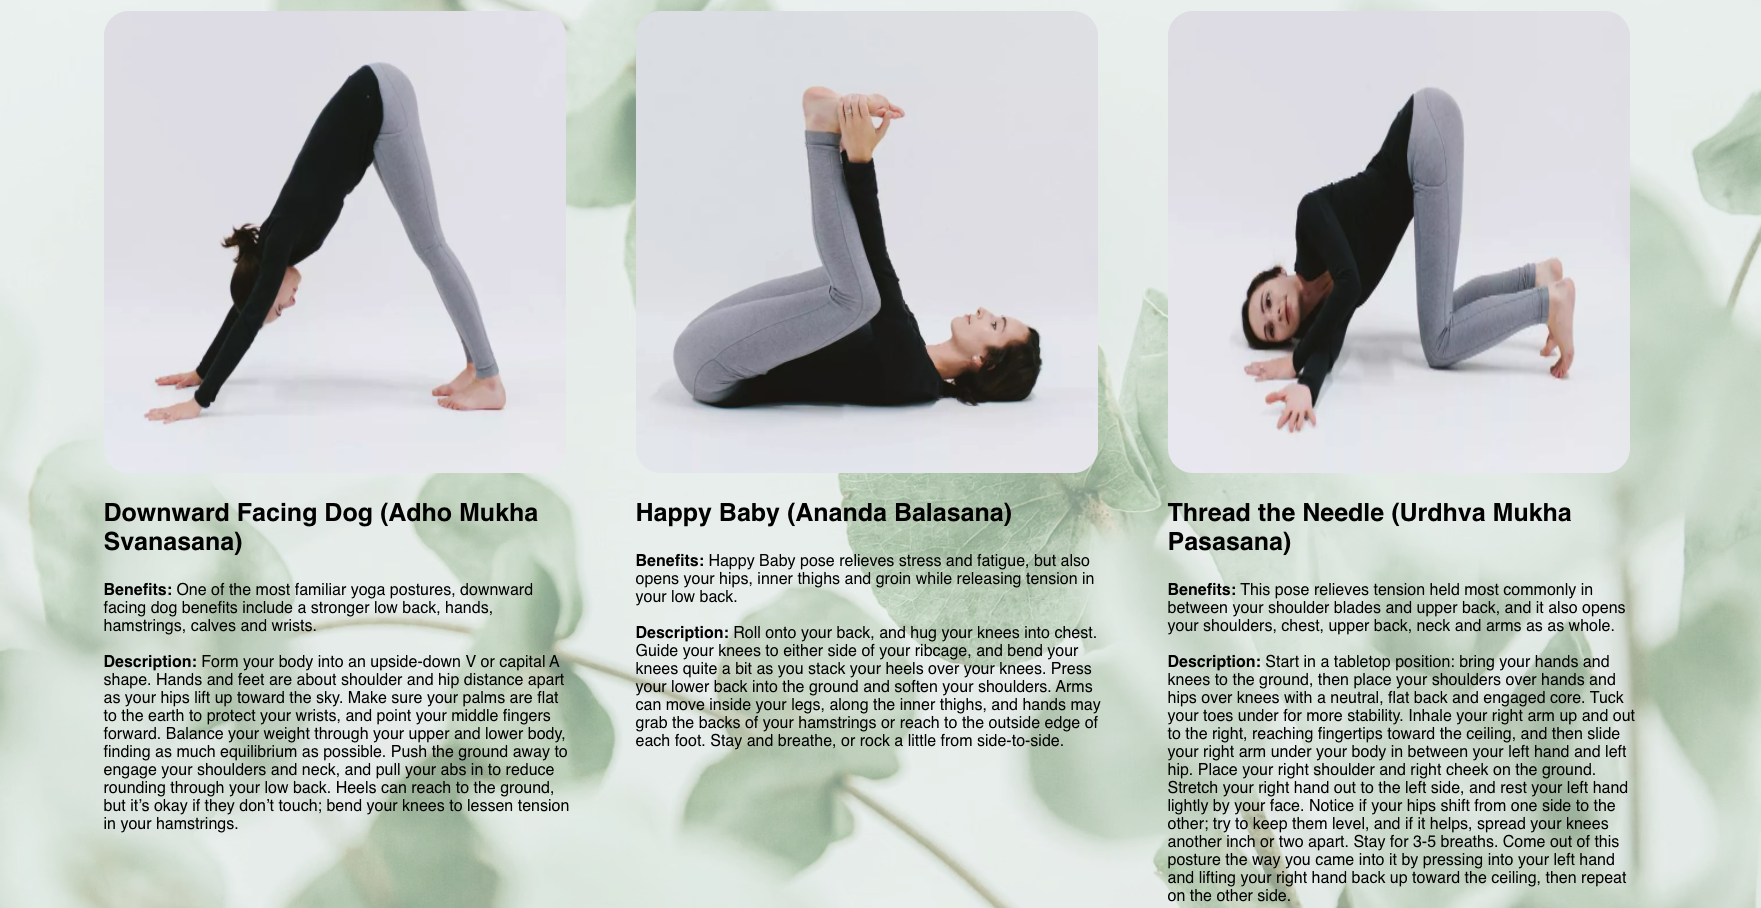 Downward Facing Dog (Adho Mukha
Svanasana)
Benefits: One of the most familiar yoga postures, downward
facing dog benefits include a stronger low back, hands,
hamstrings, calves and wrists.
Description: Form your body into an upside-down V or capital A
shape. Hands and feet are about shoulder and hip distance apart
as your hips lift up toward the sky. Make sure your palms are flat
to the earth to protect your wrists, and point your middle fingers
forward. Balance your weight through your upper and lower body,
finding as much equilibrium as possible. Push the ground away to
engage your shoulders and neck, and pull your abs in to reduce
rounding through your low back. Heels can reach to the ground,
but it’s okay if they don’t touch; bend your knees to lessen tension
in your hamstrings.
Happy Baby (Ananda Balasana)
Benefits: Happy Baby pose relieves stress and fatigue, but also
opens your hips, inner thighs and groin while releasing tension in
your low back.
Description: Roll onto your back, and hug your knees into chest.
Guide your knees to either side of your ribcage, and bend your
knees quite a bit as you stack your heels over your knees. Press
your lower back into the ground and soften your shoulders. Arms
can move inside your legs, along the inner thighs, and hands may
grab the backs of your hamstrings or reach to the outside edge of
each foot. Stay and breathe, or rock a little from side-to-side.
Thread the Needle (Urdhva Mukha
Pasasana)
Benefits: This pose relieves tension held most commonly in
between your shoulder blades and upper back, and it also opens
your shoulders, chest, upper back, neck and arms as as whole.
Description: Start in a tabletop position: bring your hands and
knees to the ground, then place your shoulders over hands and
hips over knees with a neutral, flat back and engaged core. Tuck
your toes under for more stability. Inhale your right arm up and out
to the right, reaching fingertips toward the ceiling, and then slide
your right arm under your body in between your left hand and left
hip. Place your right shoulder and right cheek on the ground.
Stretch your right hand out to the left side, and rest your left hand
lightly by your face. Notice if your hips shift from one side to the
other; try to keep them level, and if it helps, spread your knees
another inch or two apart. Stay for 3-5 breaths. Come out of this
posture the way you came into it by pressing into your left hand
and lifting your right hand back up toward the ceiling, then repeat
on the other side.